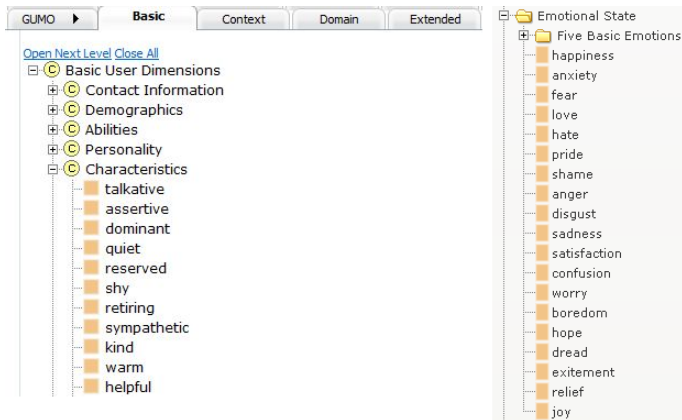 GUMO Basic Context Domain Extended
Open Next Level Close All
Basic User Dimensions
Contact Information
Demographics
Abilities
Personality
Characteristics
talkative
assertive
dominant
quiet
reserved
shy
retiring
sympathetic
kind
warm
helpful
Emotional State
Five Basic Emotions
happiness
anxiety
fear
love
hate
pride
shame
anger
disgust
sadness
satisfaction
confusion
worry
boredom
hope
dread
exitement
relief
joy